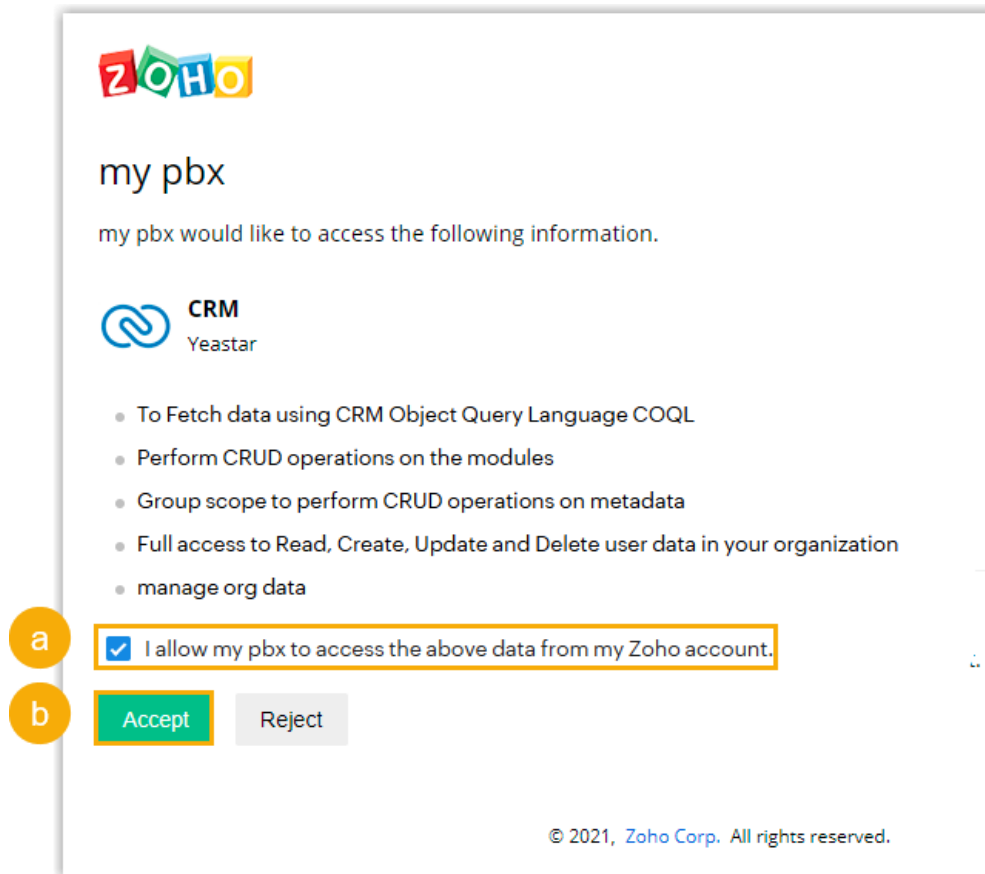 ZOHO
my pbx
my pbx would like to access the following information.
CRM
Yeastar
To Fetch data using CRM Object Query Language COQL
Perform CRUD operations on the modules
Group scope to perform CRUD operations on metadata
Full access to Read, Create, Update and Delete user data in your organization
manage org data
a I allow my pbx to access the above data from my Zoho account.
b Accept Reject
© 2021, Zoho Corp. All rights reserved.